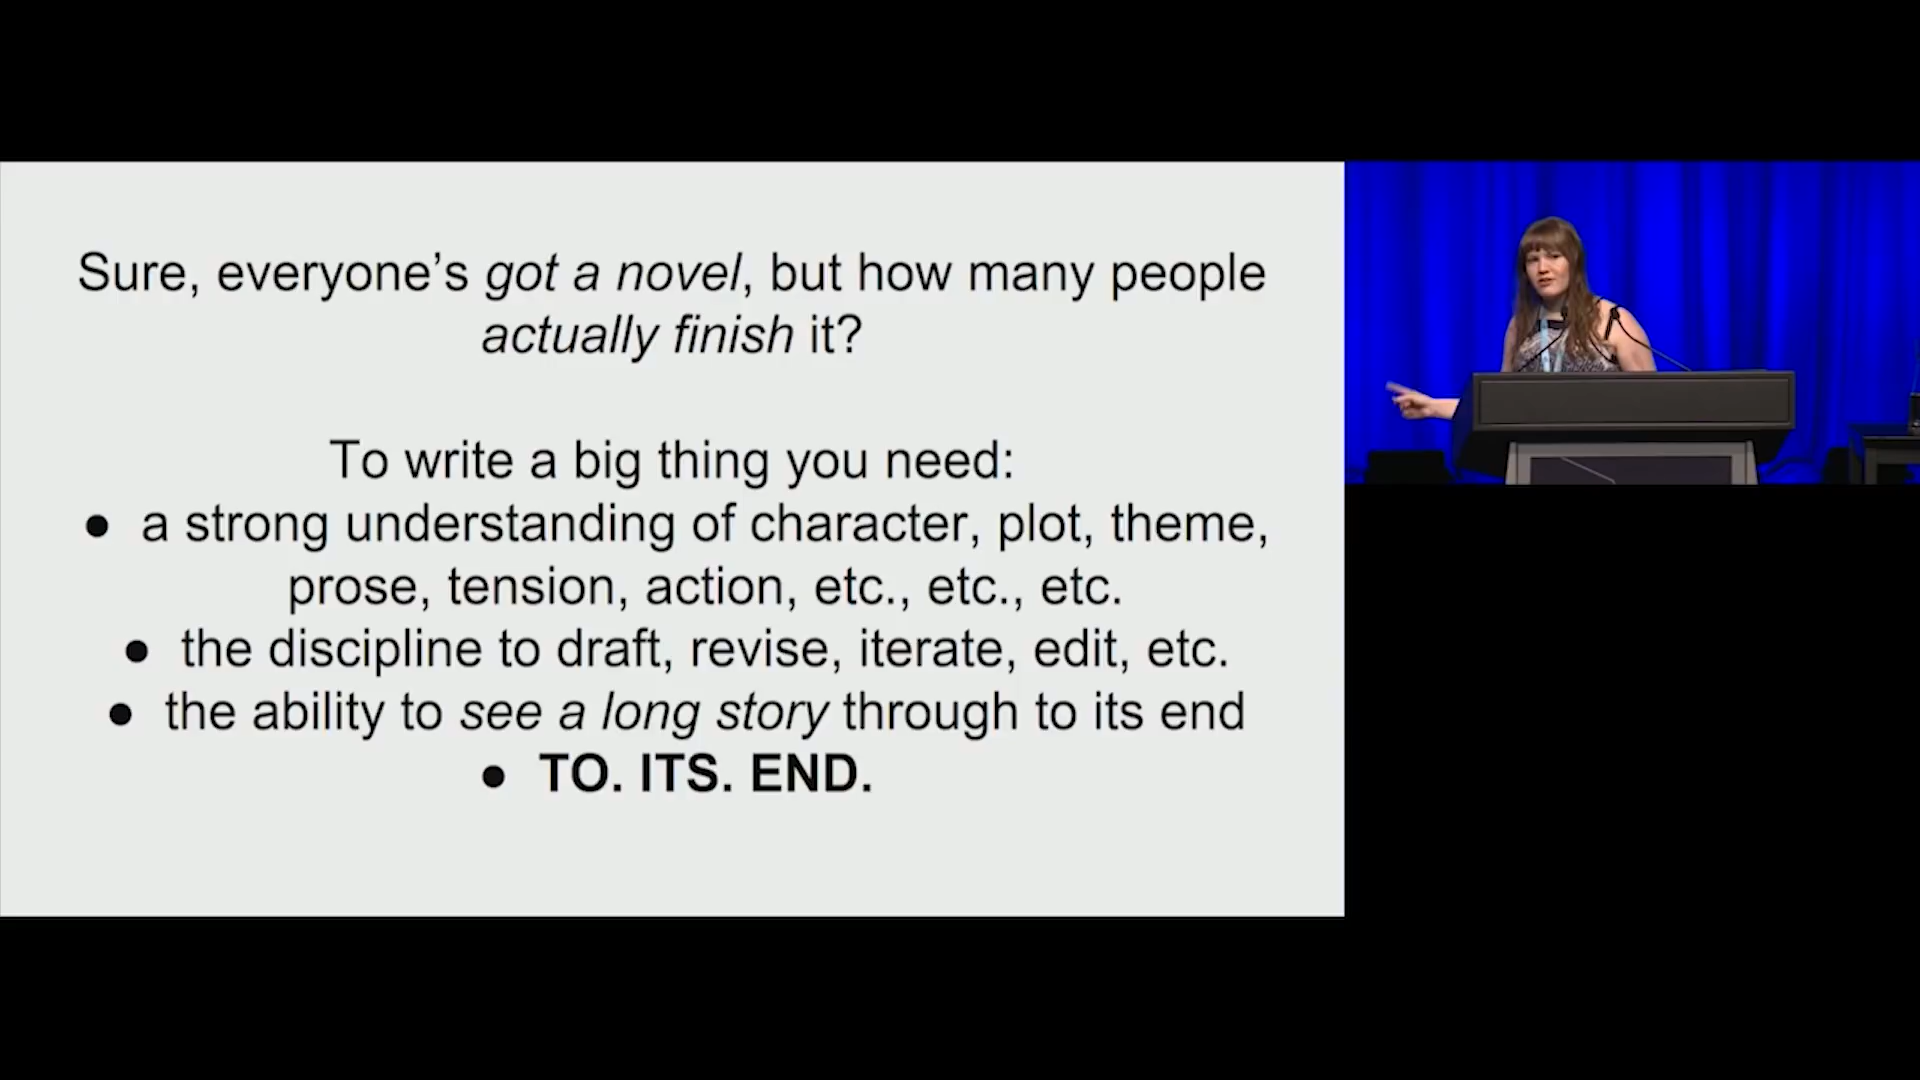 Sure, everyone’s got a novel, but how many people
actually finish it?
To write a big thing you need:
● a strong understanding of character, plot, theme,
prose, tension, action, etc., etc., etc.
● the discipline to draft, revise, iterate, edit, etc.
● the ability to see a long story through to its end
● TO. ITS. END.